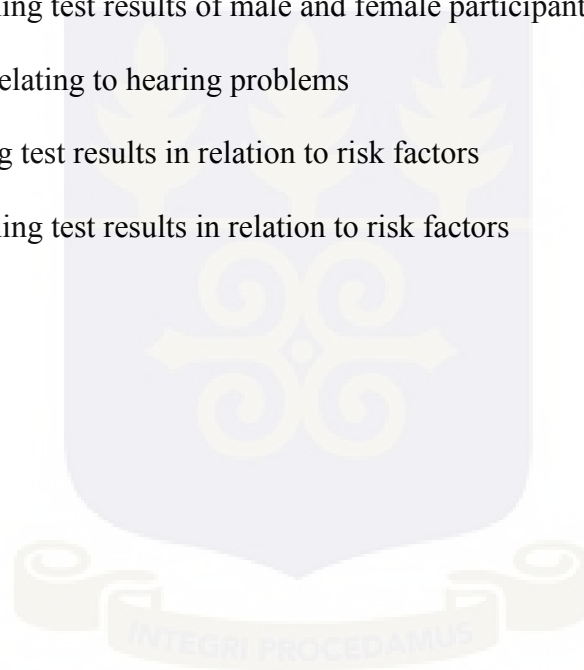 ing test results of male and female participant
elating to hearing problems
g test results in relation to risk factors
ing test results in relation to risk factors
INTEGRI PROCEDAMUS